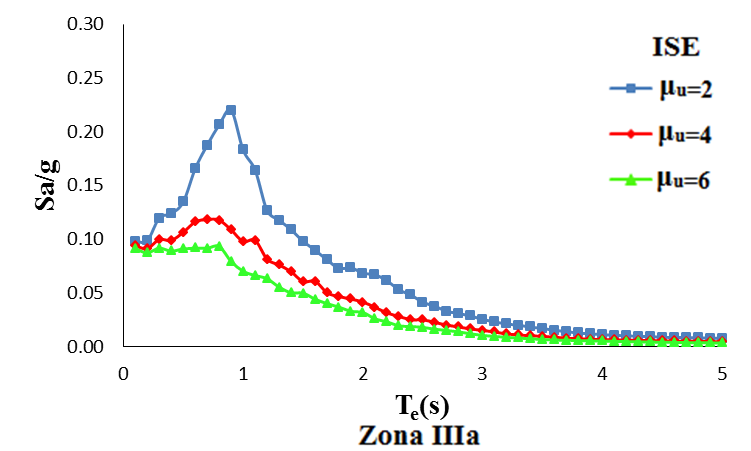 0.30
0.25
0.20
0.15
0.10
0.05
0.00
Sa/g
ISE
μu=2
μu=4
μu=6
0 1 2 3 4 5
Te(s)
Zona IIIa